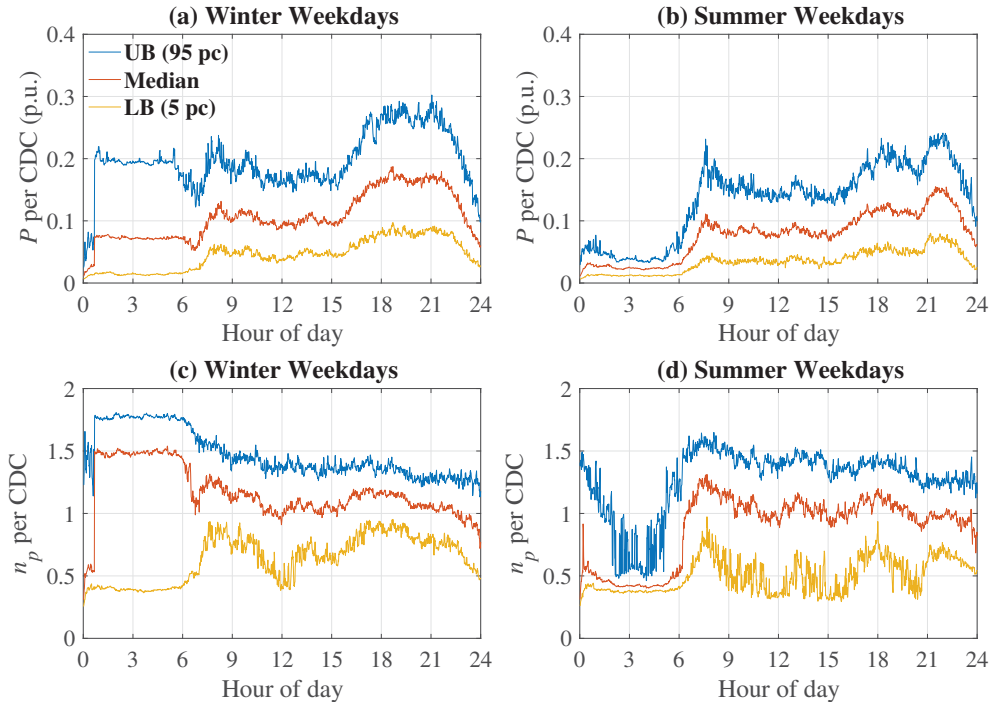 (a) Winter Weekdays
(b) Summer Weekdays
UB (95 pc)
Median
LB (5 pc)
P per CDC (p.u.)
0.4
0.3
0.2
0.1
0
0 3 6 9 12 15 18 21 24
Hour of day
P per CDC (p.u.)
0.4
0.3
0.2
0.1
0
0 3 6 9 12 15 18 21 24
Hour of day
(c) Winter Weekdays
(d) Summer Weekdays
n_p per CDC
2
1.5
1
0.5
0
0 3 6 9 12 15 18 21 24
Hour of day
n_p per CDC
2
1.5
1
0.5
0
0 3 6 9 12 15 18 21 24
Hour of day